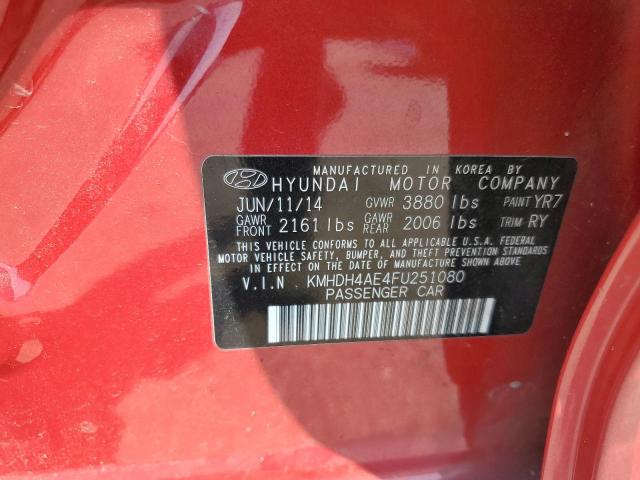 MANUFACTURED IN KOREA BY
HYUNDAI MOTOR COMPANY
JUN/11/14 GVWR 3880 lbs PAINT YR7
GAWR FRONT 2161 lbs GAWR REAR 2006 lbs TRIM RY
THIS VEHICLE CONFORMS TO ALL APPLICABLE U.S.A. FEDERAL
MOTOR VEHICLE SAFETY, BUMPER, AND THEFT PREVENTION STANDARDS
IN EFFECT ON THE DATE OF MANUFACTURE SHOWN ABOVE.
V.I.N KMHDH4AE4FU251080
PASSENGER CAR